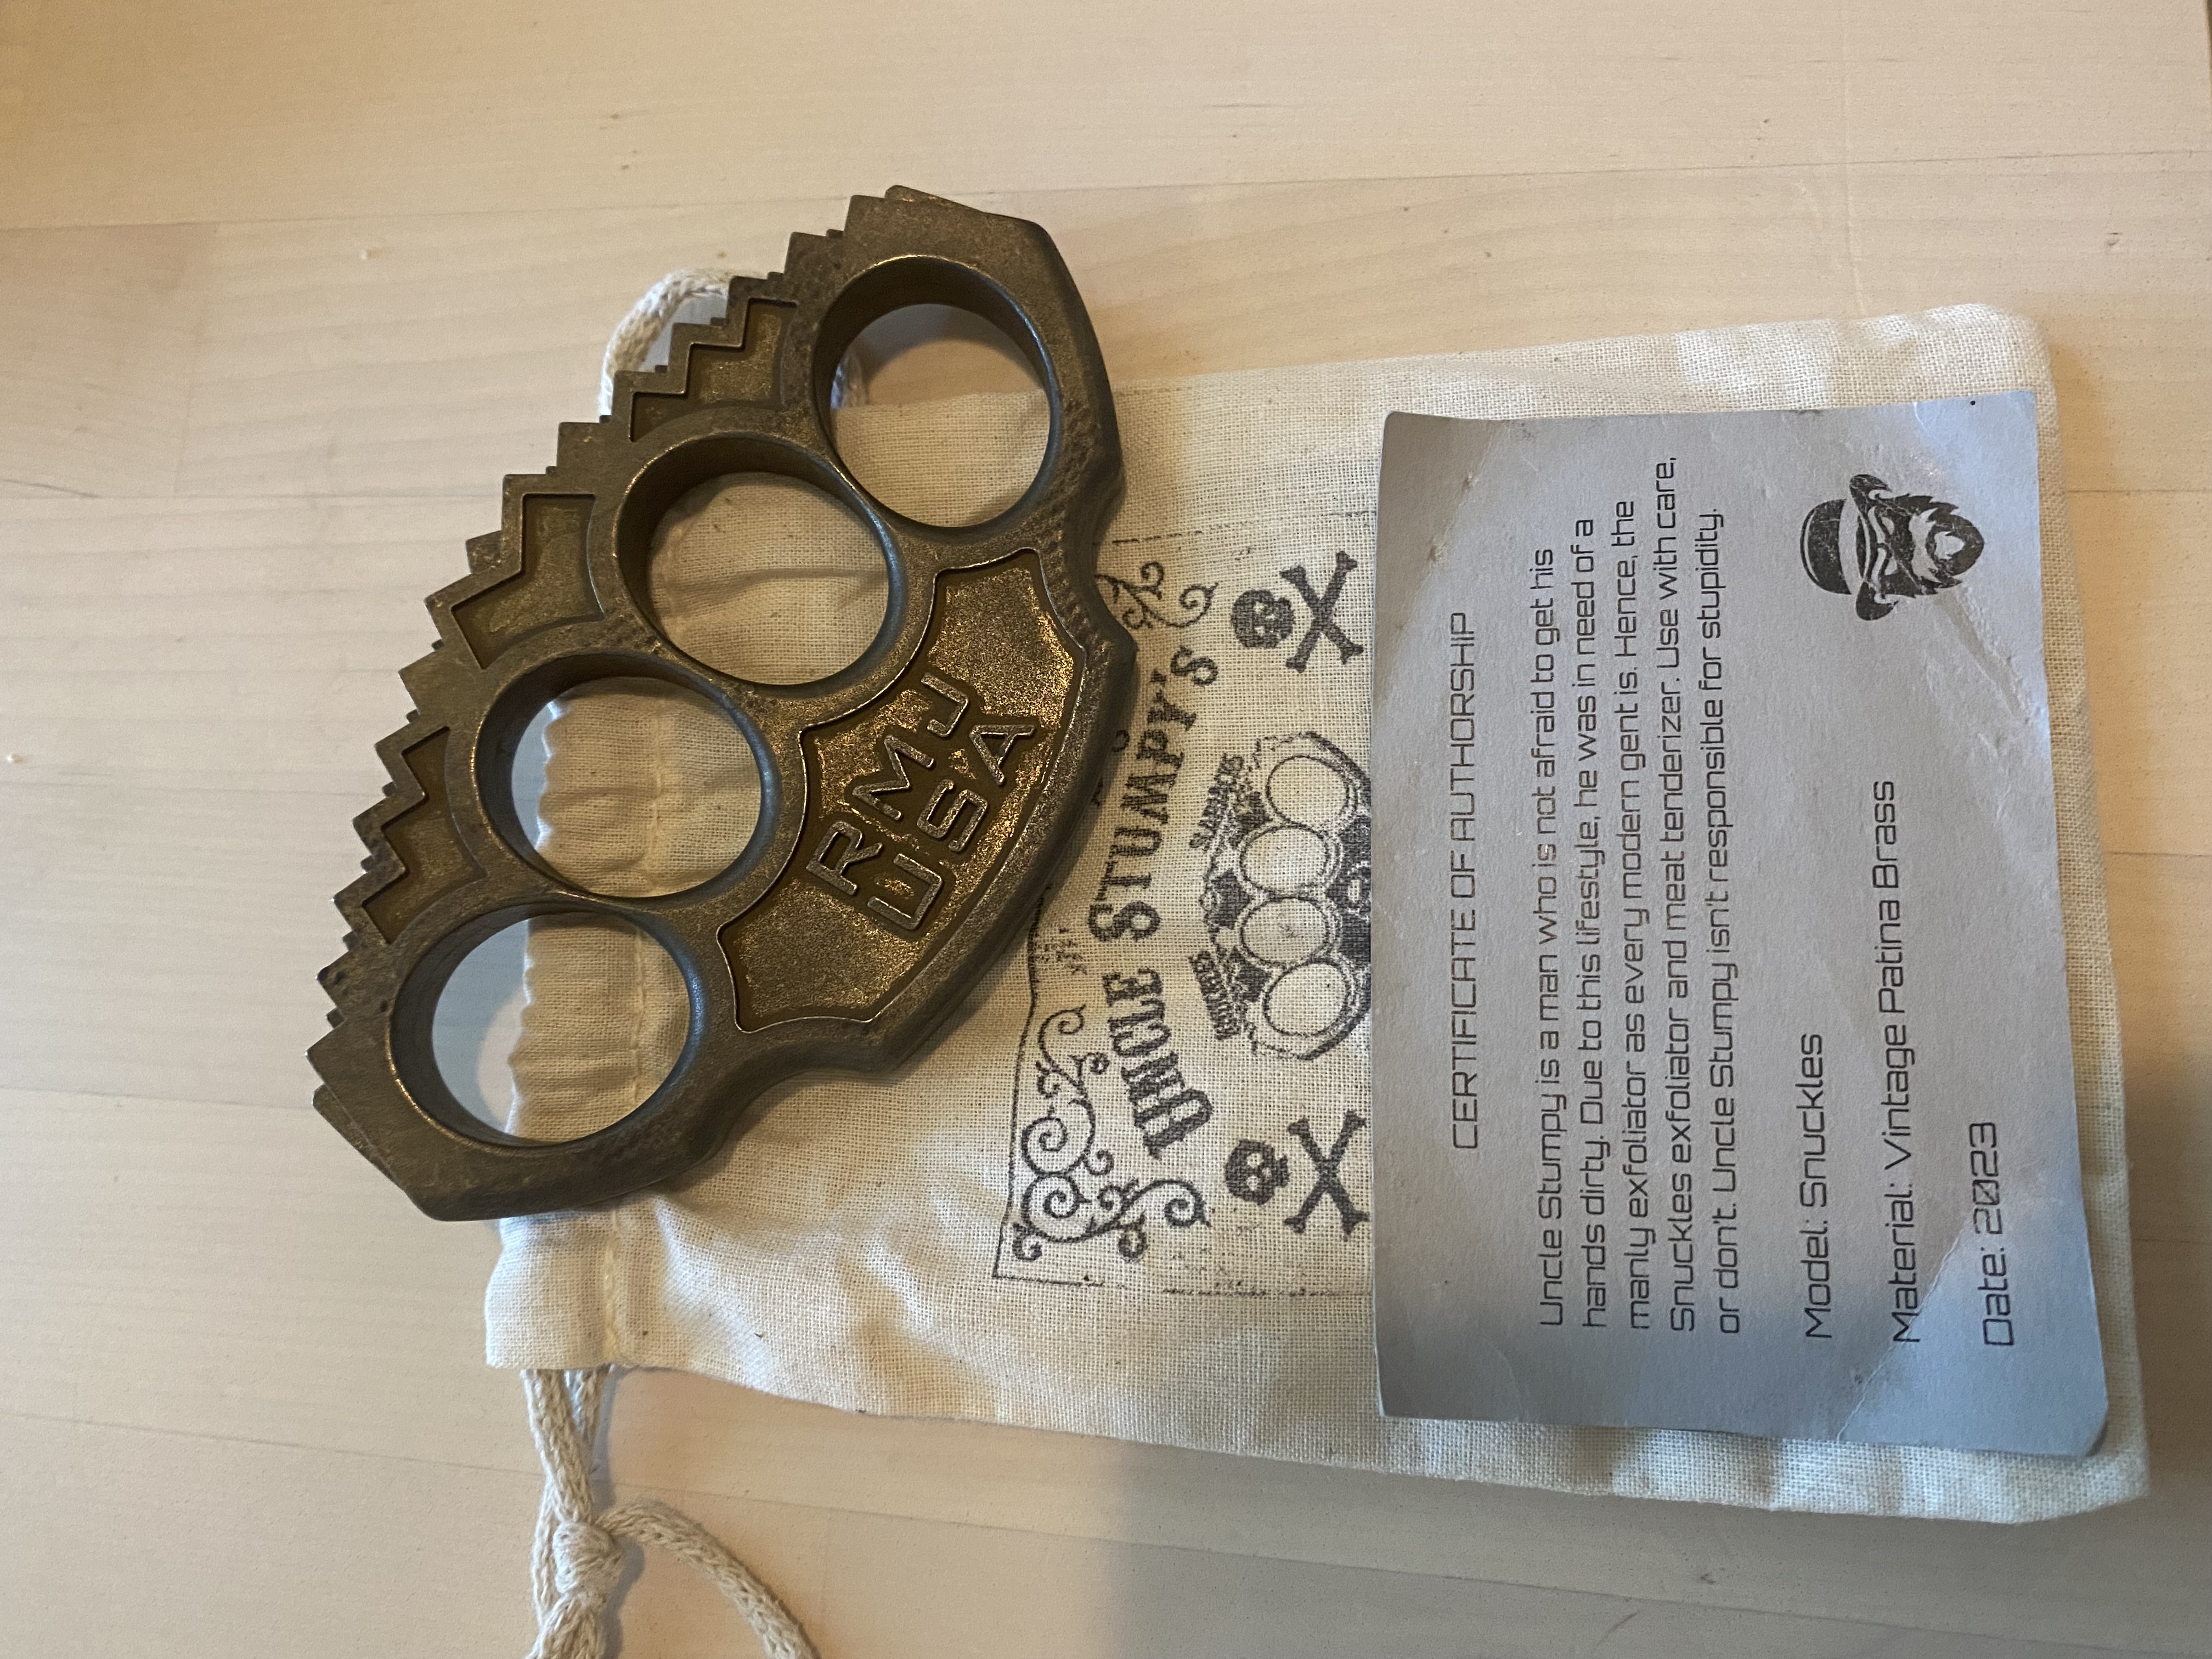 RMJ
USA
UNCLE STUMPY'S
CERTIFICATE OF AUTHORSHIP
Uncle Stumpy is a man who is not afraid to get his
hands dirty. Due to this lifestyle, he was in need of a
manly exfoliator as every modern gent is. Hence, the
Snuckles exfoliator and meat tenderizer. Use with care,
or don't. Uncle Stumpy isn't responsible for stupidity.
Model: Snuckles
Material: Vintage Patina Brass
Date: 2023